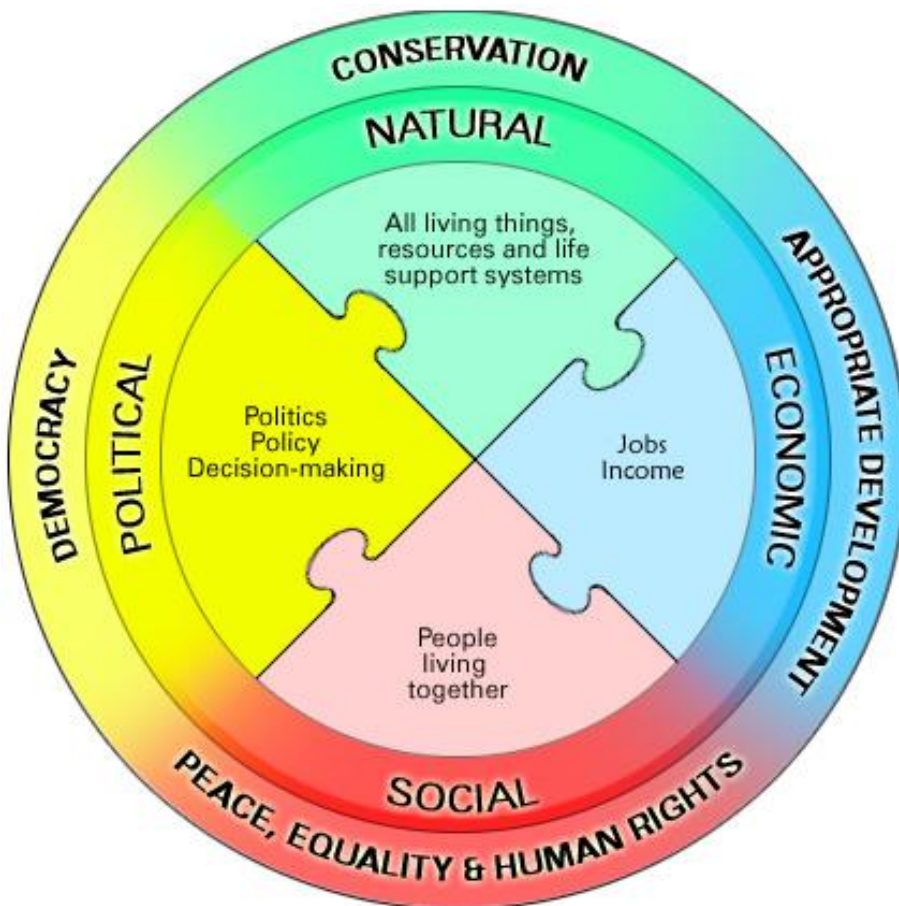 CONSERVATION
NATURAL
All living things,
resources and life
support systems
APPROPRIATE DEVELOPMENT
ECONOMIC
Jobs
Income
DEMOCRACY
POLITICAL
Politics
Policy
Decision-making
People
living
together
SOCIAL
PEACE, EQUALITY & HUMAN RIGHTS